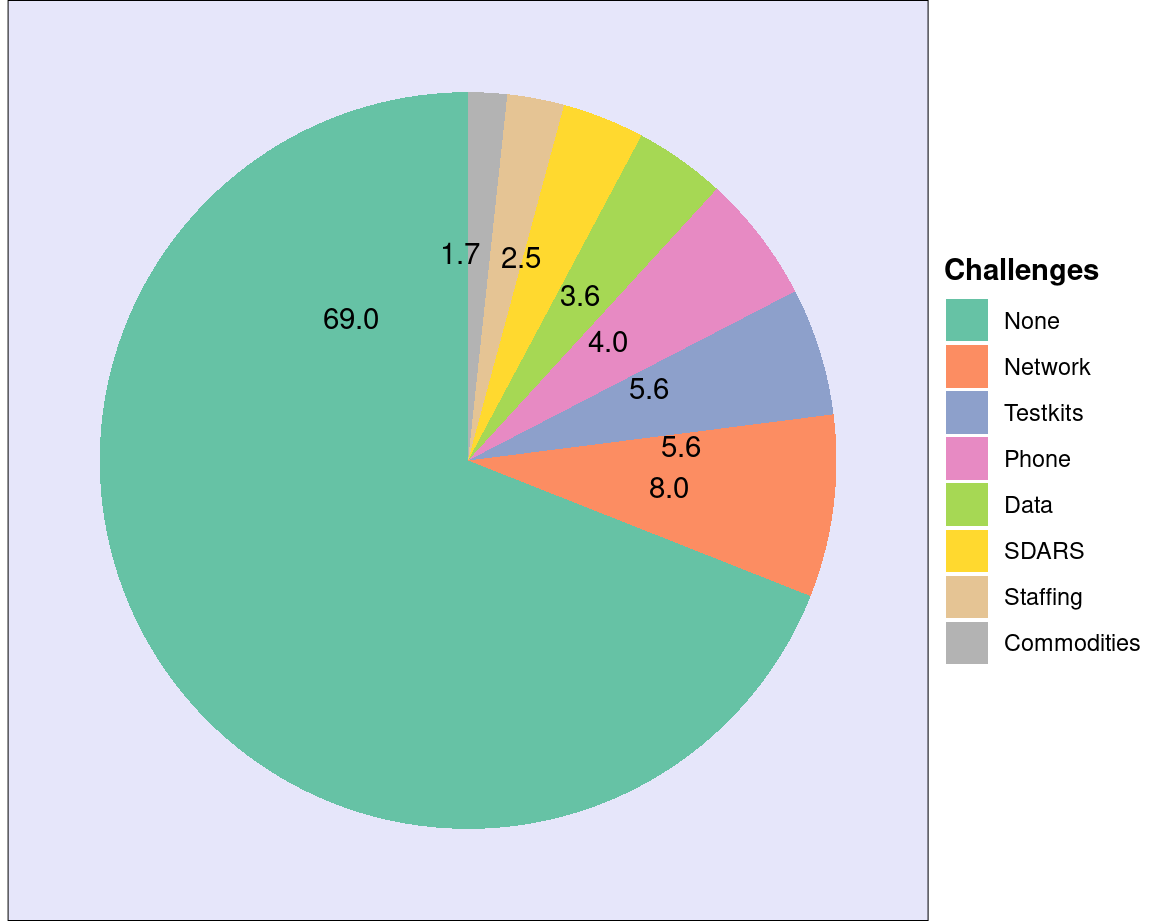 1.7
2.5
3.6
69.0
4.0
5.6
5.6
8.0
Challenges
None
Network
Testkits
Phone
Data
SDARS
Staffing
Commodities